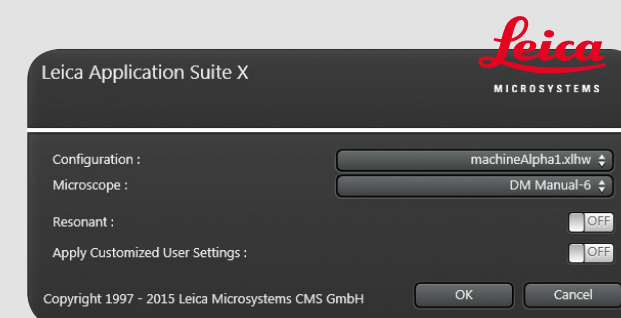 Leica
MICROSYSTEMS
Leica Application Suite X
Configuration : machineAlpha1.xlhw
Microscope : DM Manual-6
Resonant : OFF
Apply Customized User Settings : OFF
Copyright 1997 - 2015 Leica Microsystems CMS GmbH OK Cancel